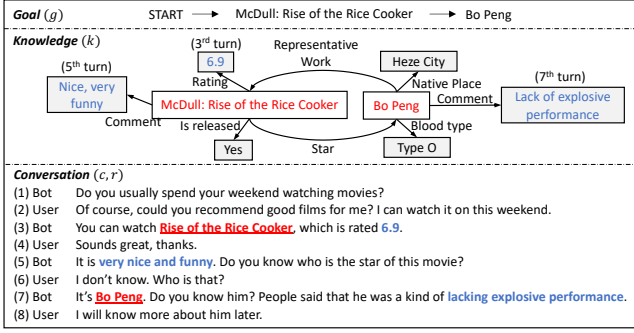 Goal (g) START McDull: Rise of the Rice Cooker Bo Peng
Knowledge (k)
(3rd turn)
6.9
Rating
Representative
Work
Heze City
Native Place
(5th turn)
Nice, very
funny
Comment
McDull: Rise of the Rice Cooker
Bo Peng
Comment
(7th turn)
Lack of explosive
performance
Is released
Yes
Star
Blood type
Type O
Conversation (c, r)
(1) Bot Do you usually spend your weekend watching movies?
(2) User Of course, could you recommend good films for me? I can watch it on this weekend.
(3) Bot You can watch Rise of the Rice Cooker, which is rated 6.9.
(4) User Sounds great, thanks.
(5) Bot It is very nice and funny. Do you know who is the star of this movie?
(6) User I don't know. Who is that?
(7) Bot It's Bo Peng. Do you know him? People said that he was a kind of lacking explosive performance.
(8) User I will know more about him later.